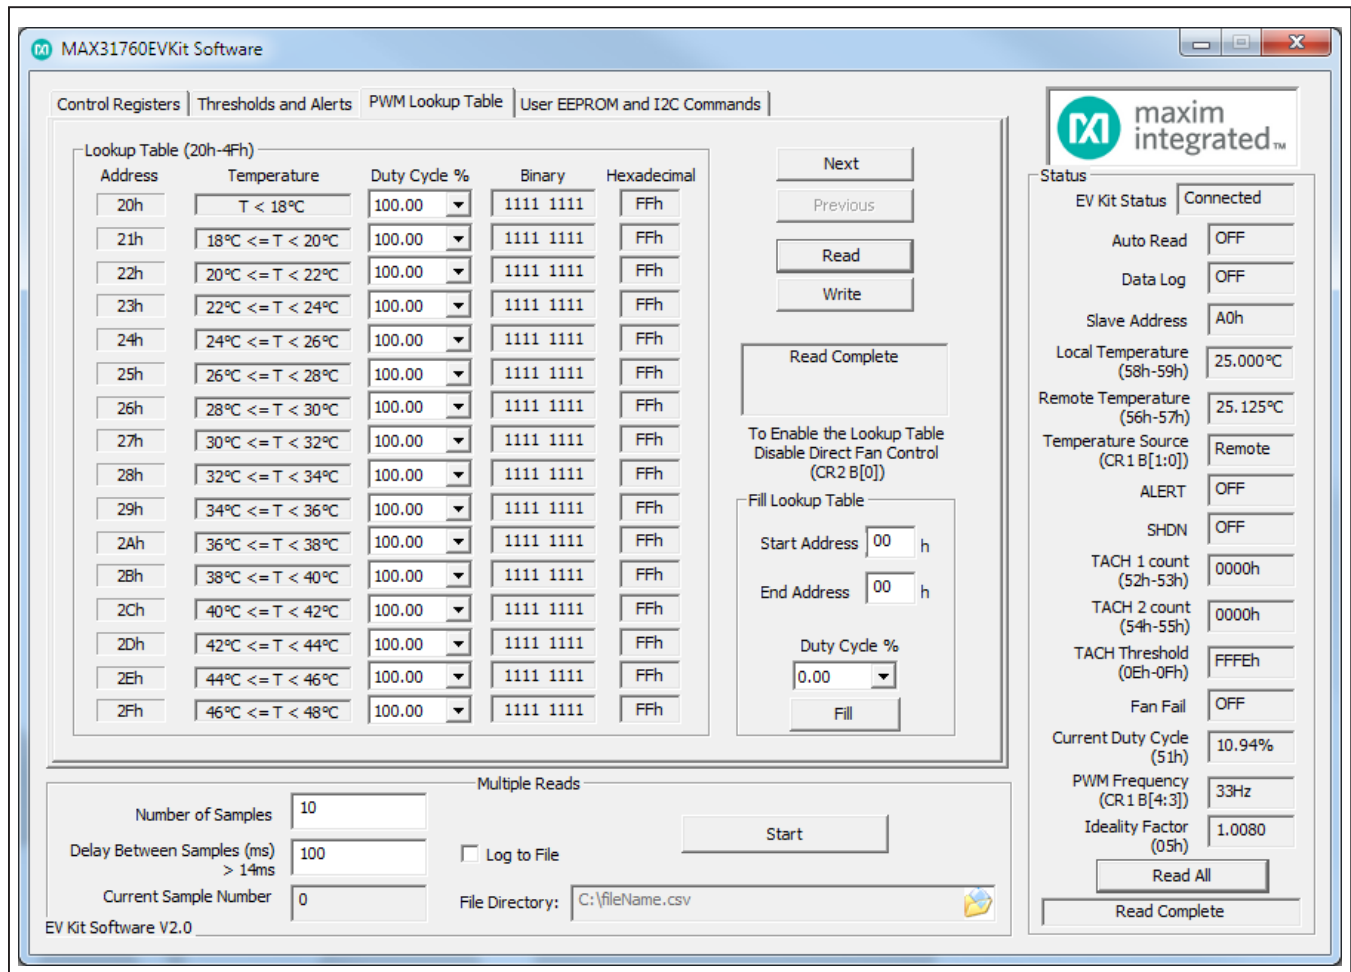 MAX31760EVKit Software
Control Registers Thresholds and Alerts PWM Lookup Table User EEPROM and I2C Commands
Lookup Table (20h-4Fh)
Address Temperature Duty Cycle % Binary Hexadecimal
20h T < 18°C 100.00 1111 1111 FFh
21h 18°C <= T < 20°C 100.00 1111 1111 FFh
22h 20°C <= T < 22°C 100.00 1111 1111 FFh
23h 22°C <= T < 24°C 100.00 1111 1111 FFh
24h 24°C <= T < 26°C 100.00 1111 1111 FFh
25h 26°C <= T < 28°C 100.00 1111 1111 FFh
26h 28°C <= T < 30°C 100.00 1111 1111 FFh
27h 30°C <= T < 32°C 100.00 1111 1111 FFh
28h 32°C <= T < 34°C 100.00 1111 1111 FFh
29h 34°C <= T < 36°C 100.00 1111 1111 FFh
2Ah 36°C <= T < 38°C 100.00 1111 1111 FFh
2Bh 38°C <= T < 40°C 100.00 1111 1111 FFh
2Ch 40°C <= T < 42°C 100.00 1111 1111 FFh
2Dh 42°C <= T < 44°C 100.00 1111 1111 FFh
2Eh 44°C <= T < 46°C 100.00 1111 1111 FFh
2Fh 46°C <= T < 48°C 100.00 1111 1111 FFh
Next
Previous
Read
Write
Read Complete
To Enable the Lookup Table
Disable Direct Fan Control
(CR2 B[0])
Fill Lookup Table
Start Address 00 h
End Address 00 h
Duty Cycle %
0.00
Fill
maxim
integrated™
Status
EV Kit Status Connected
Auto Read OFF
Data Log OFF
Slave Address A0h
Local Temperature
(58h-59h) 25.000°C
Remote Temperature
(56h-57h) 25.125°C
Temperature Source
(CR1 B[1:0]) Remote
ALERT OFF
SHDN OFF
TACH 1 count
(52h-53h) 0000h
TACH 2 count
(54h-55h) 0000h
TACH Threshold
(0Eh-0Fh) FFFEh
Fan Fail OFF
Current Duty Cycle
(51h) 10.94%
PWM Frequency
(CR1 B[4:3]) 33Hz
Ideality Factor
(05h) 1.0080
Read All
Read Complete
Multiple Reads
Number of Samples 10
Delay Between Samples (ms)
> 14ms 100
Current Sample Number 0
Start
Log to File
File Directory: C:\fileName.csv
EV Kit Software V2.0